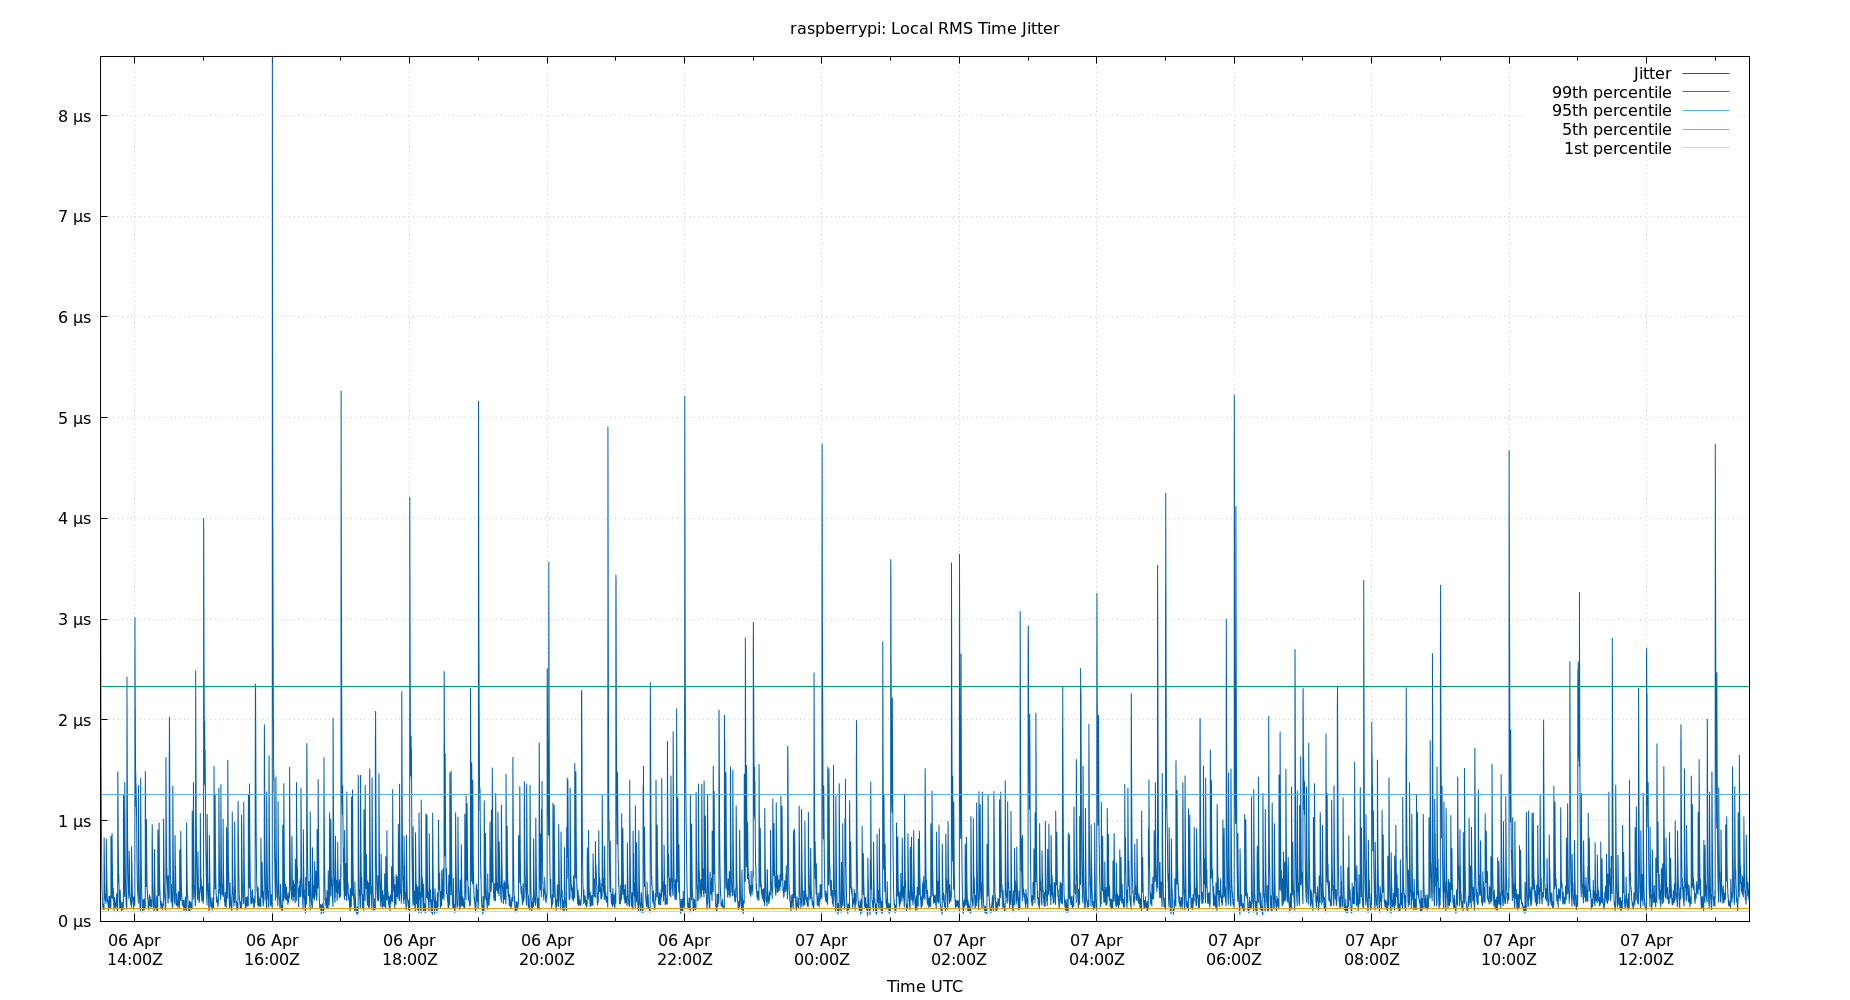 raspberrypi: Local RMS Time Jitter
Jitter
99th percentile
95th percentile
5th percentile
1st percentile
8 µs
7 µs
6 µs
5 µs
4 µs
3 µs
2 µs
1 µs
0 µs
06 Apr 06 Apr 06 Apr 06 Apr 06 Apr 07 Apr 07 Apr 07 Apr 07 Apr 07 Apr 07 Apr 07 Apr
14:00Z 16:00Z 18:00Z 20:00Z 22:00Z 00:00Z 02:00Z 04:00Z 06:00Z 08:00Z 10:00Z 12:00Z
Time UTC